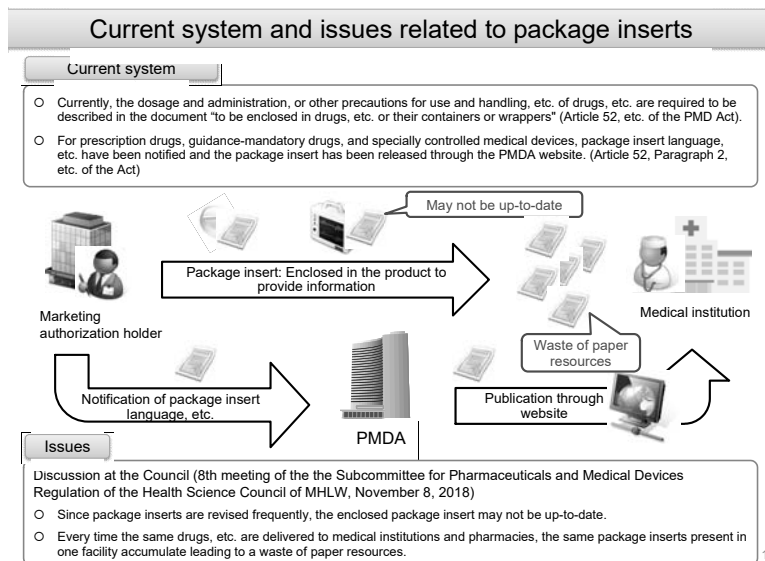 Current system and issues related to package inserts
Current system
○ Currently, the dosage and administration, or other precautions for use and handling, etc. of drugs, etc. are required to be
described in the document “to be enclosed in drugs, etc. or their containers or wrappers" (Article 52, etc. of the PMD Act).
○ For prescription drugs, guidance-mandatory drugs, and specially controlled medical devices, package insert language,
etc. have been notified and the package insert has been released through the PMDA website. (Article 52, Paragraph 2,
etc. of the Act)
May not be up-to-date
Package insert: Enclosed in the product to
provide information
Marketing
authorization holder
Medical institution
Waste of paper
resources
Notification of package insert
language, etc.
PMDA
Publication through
website
Issues
Discussion at the Council (8th meeting of the the Subcommittee for Pharmaceuticals and Medical Devices
Regulation of the Health Science Council of MHLW, November 8, 2018)
○ Since package inserts are revised frequently, the enclosed package insert may not be up-to-date.
○ Every time the same drugs, etc. are delivered to medical institutions and pharmacies, the same package inserts present in
one facility accumulate leading to a waste of paper resources.